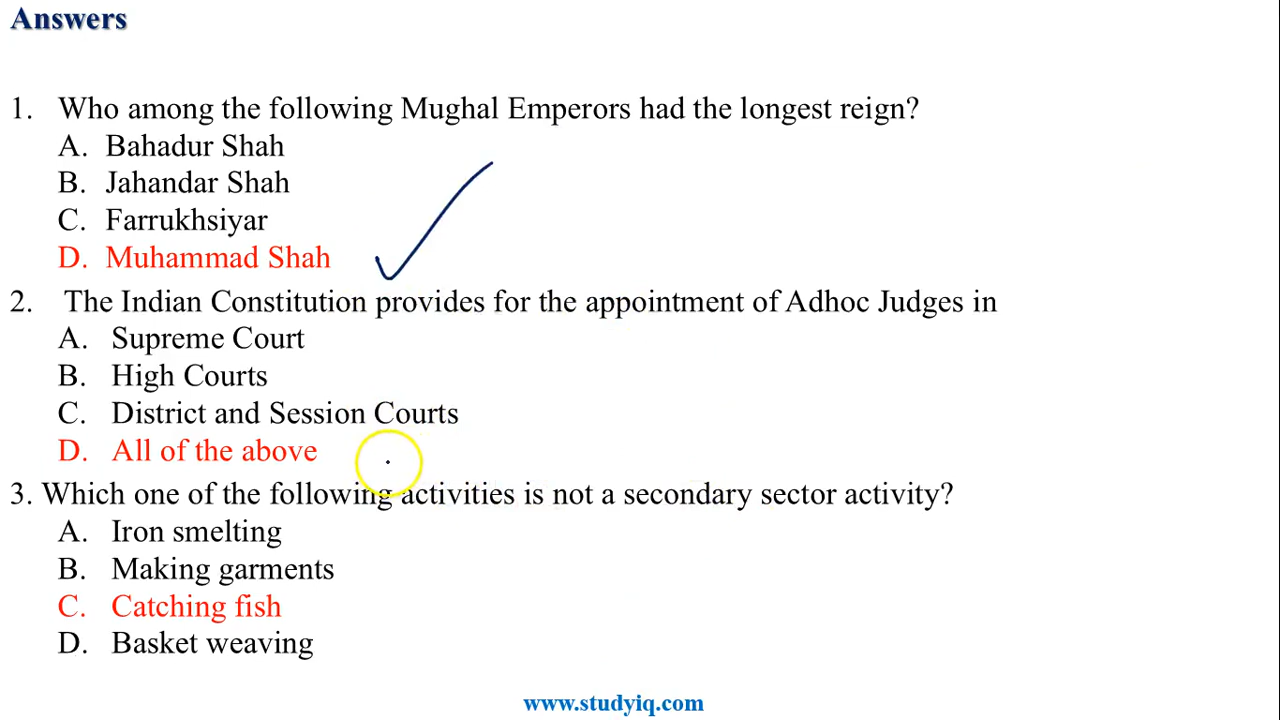 Answers
1. Who among the following Mughal Emperors had the longest reign?
A. Bahadur Shah
B. Jahandar Shah
C. Farrukhsiyar
D. Muhammad Shah
2. The Indian Constitution provides for the appointment of Adhoc Judges in
A. Supreme Court
B. High Courts
C. District and Session Courts
D. All of the above
3. Which one of the following activities is not a secondary sector activity?
A. Iron smelting
B. Making garments
C. Catching fish
D. Basket weaving
www.studyiq.com